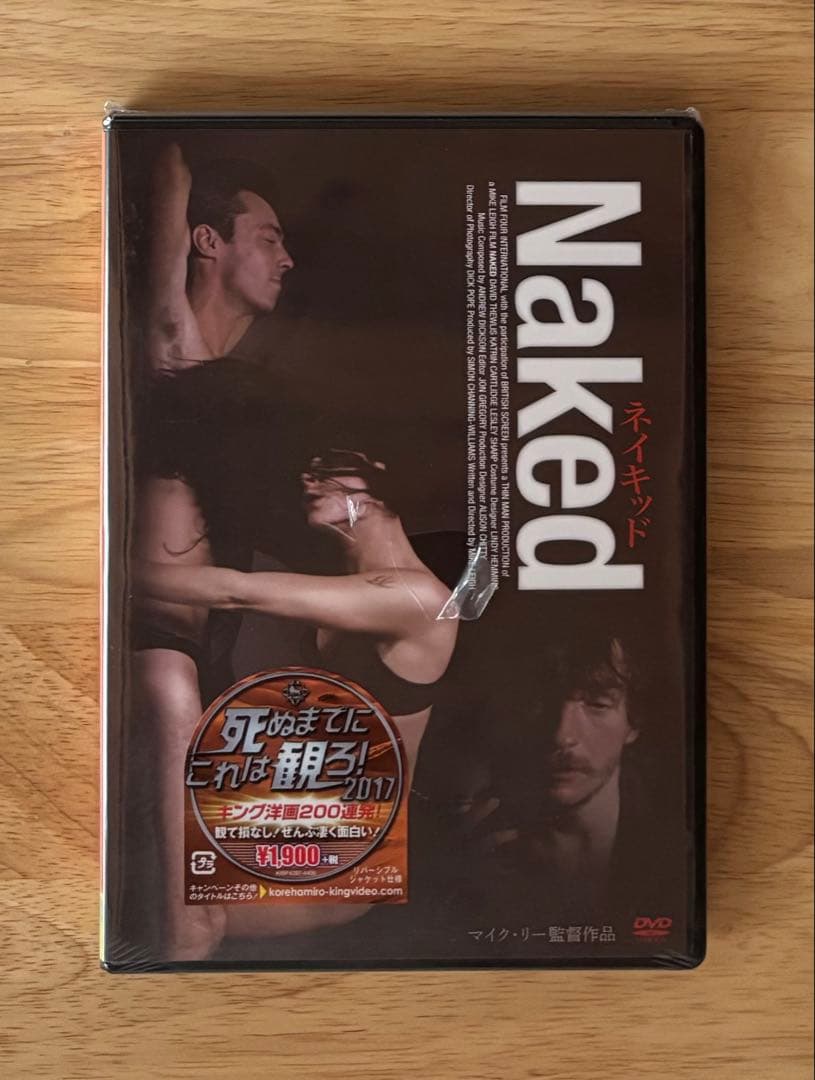 Naked
ネイキッド
FILM FOUR INTERNATIONAL with the participation of BRITISH SCREEN presents a THIN MAN PRODUCTION of
a MIKE LEIGH FILM NAKED DAVID THEWLIS KATRIN CARTLIDGE LESLEY SHARP Costume Designer LINDY HEMMING
Music Composed by ANDREW DICKSON Editor JON GREGORY Production Designer ALISON CHITTY
Director of Photography DICK POPE Produced by SIMON CHANNING-WILLIAMS Written and Directed by MIKE LEIGH
死ぬまでに
これは観ろ!
2017
キング洋画200連発!
観て損なし!ぜんぶ凄く面白い!
¥1,900+税
プラ
リバーシブル
ジャケット仕様
キャンペーンその他
のタイトルはこちら!
korehamiro-kingvideo.com
マイク・リー監督作品
DVD